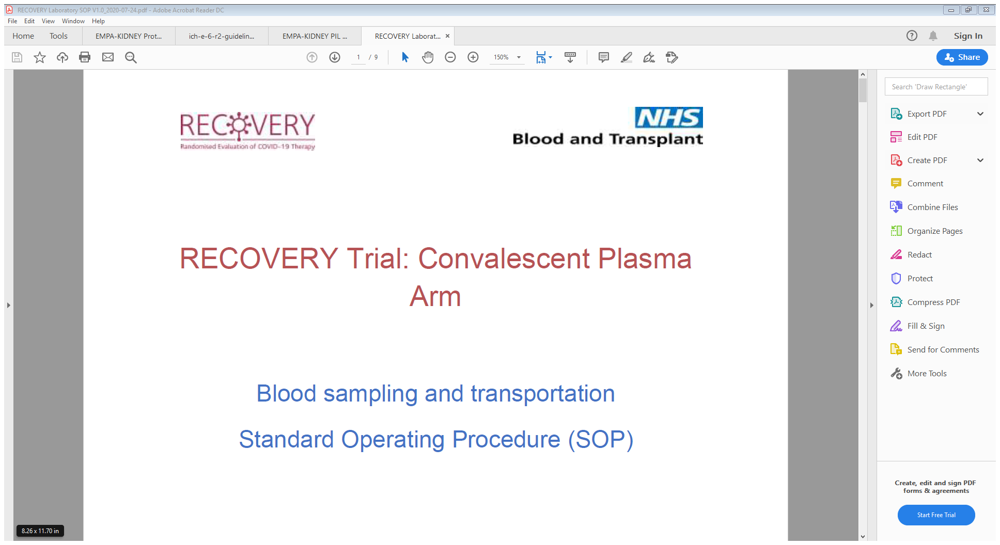 RECOVERY Laboratory SOP V1.0_2020-07-24.pdf - Adobe Acrobat Reader DC
File Edit View Window Help
Home Tools EMPA-KIDNEY Prot... ich-e-6-r2-guidelin... EMPA-KIDNEY PIL ... RECOVERY Laborat... Sign In
1 / 9 150% Share
Search 'Draw Rectangle'
RECOVERY
Randomised Evaluation of COVID-19 Therapy
NHS
Blood and Transplant
RECOVERY Trial: Convalescent Plasma
Arm
Blood sampling and transportation
Standard Operating Procedure (SOP)
8.26 x 11.70 in
Export PDF
Edit PDF
Create PDF
Comment
Combine Files
Organize Pages
Redact
Protect
Compress PDF
Fill & Sign
Send for Comments
More Tools
Create, edit and sign PDF
forms & agreements
Start Free Trial